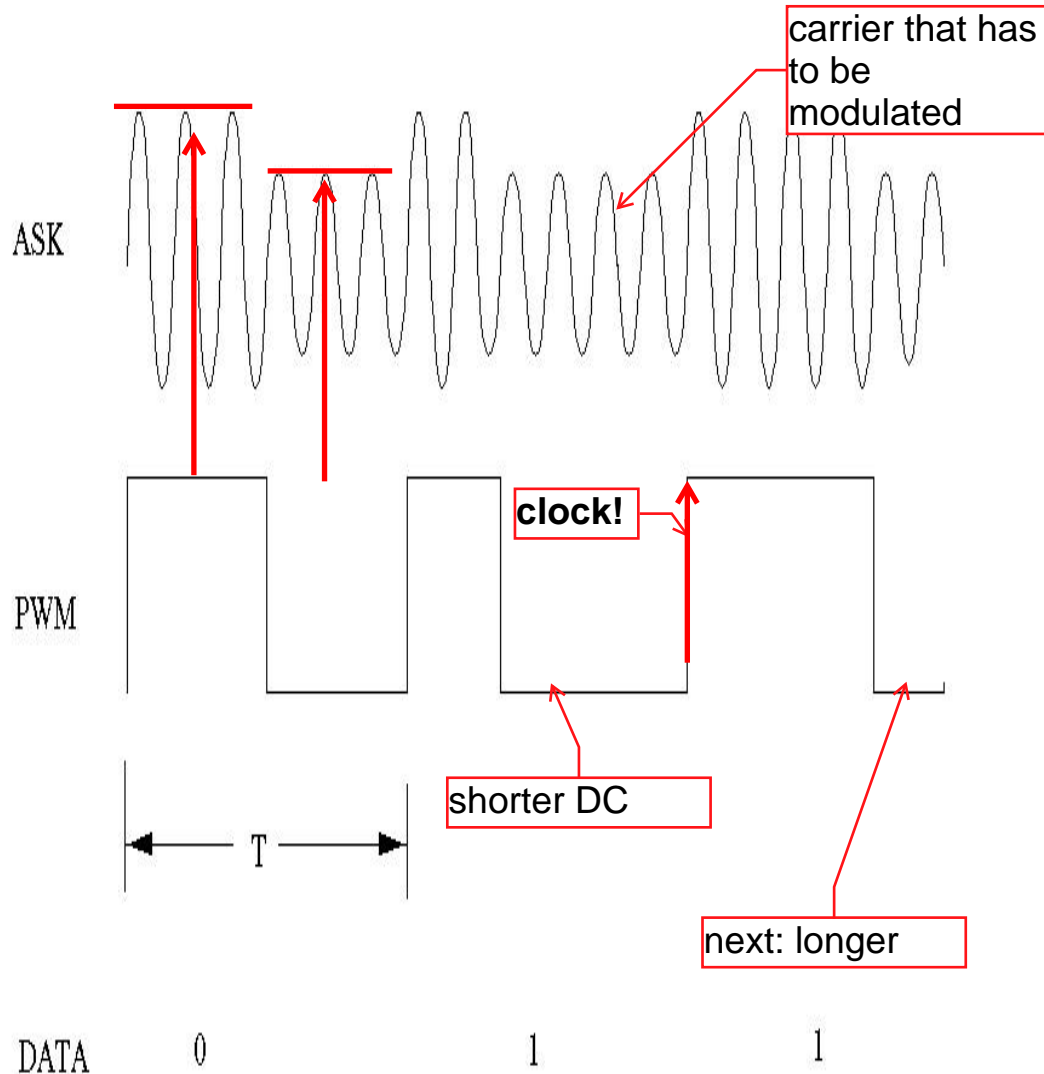 carrier that has
to be
modulated
ASK
clock!
PWM
shorter DC
T
next: longer
DATA 0 1 1